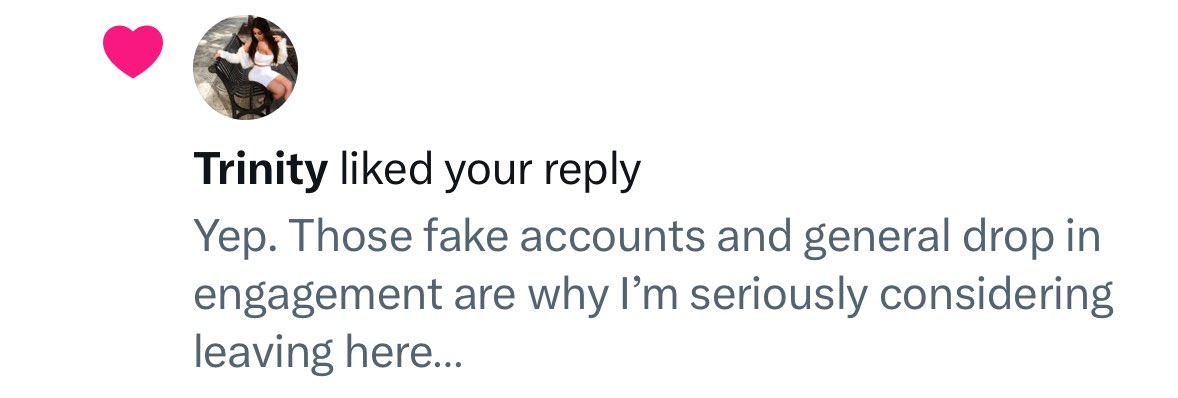 Trinity liked your reply
Yep. Those fake accounts and general drop in
engagement are why I’m seriously considering
leaving here...